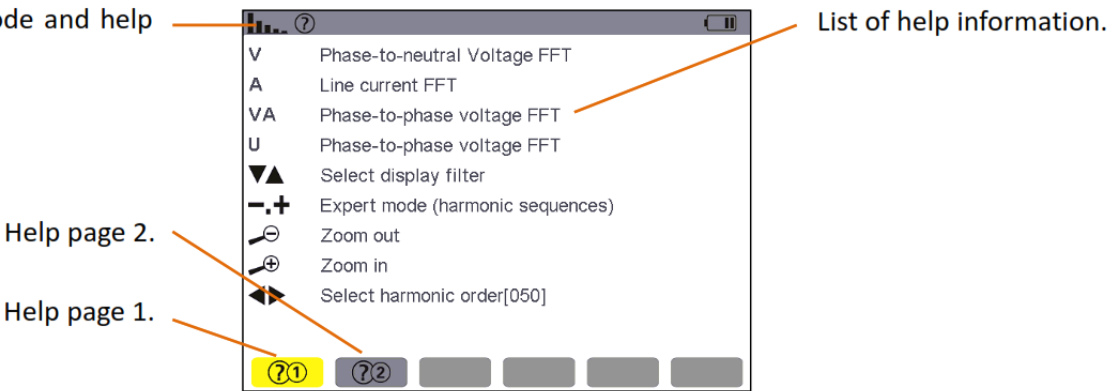 and help
List of help information.
V Phase-to-neutral Voltage FFT
A Line current FFT
VA Phase-to-phase voltage FFT
U Phase-to-phase voltage FFT
▼▲ Select display filter
−.+ Expert mode (harmonic sequences)
Zoom out
Zoom in
◀▶ Select harmonic order[050]
Help page 2.
Help page 1.
?1 ?2